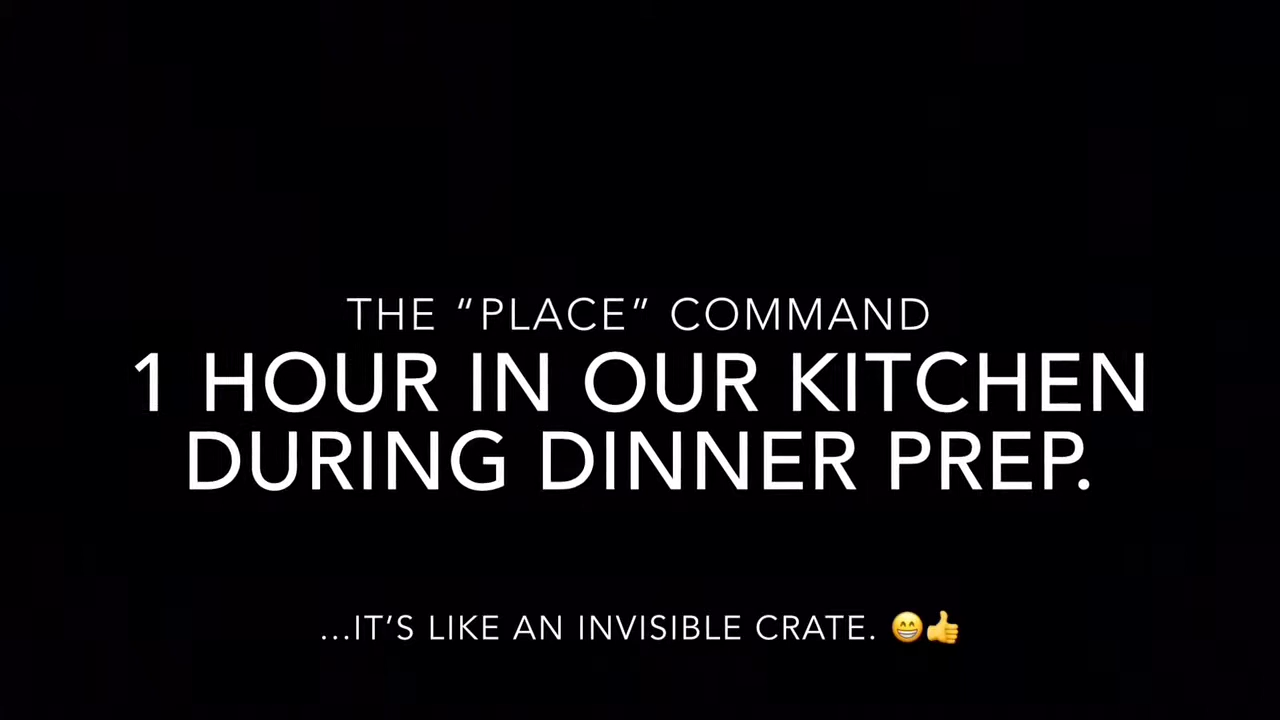 THE “PLACE” COMMAND
1 HOUR IN OUR KITCHEN
DURING DINNER PREP.
...IT’S LIKE AN INVISIBLE CRATE. 😁👍